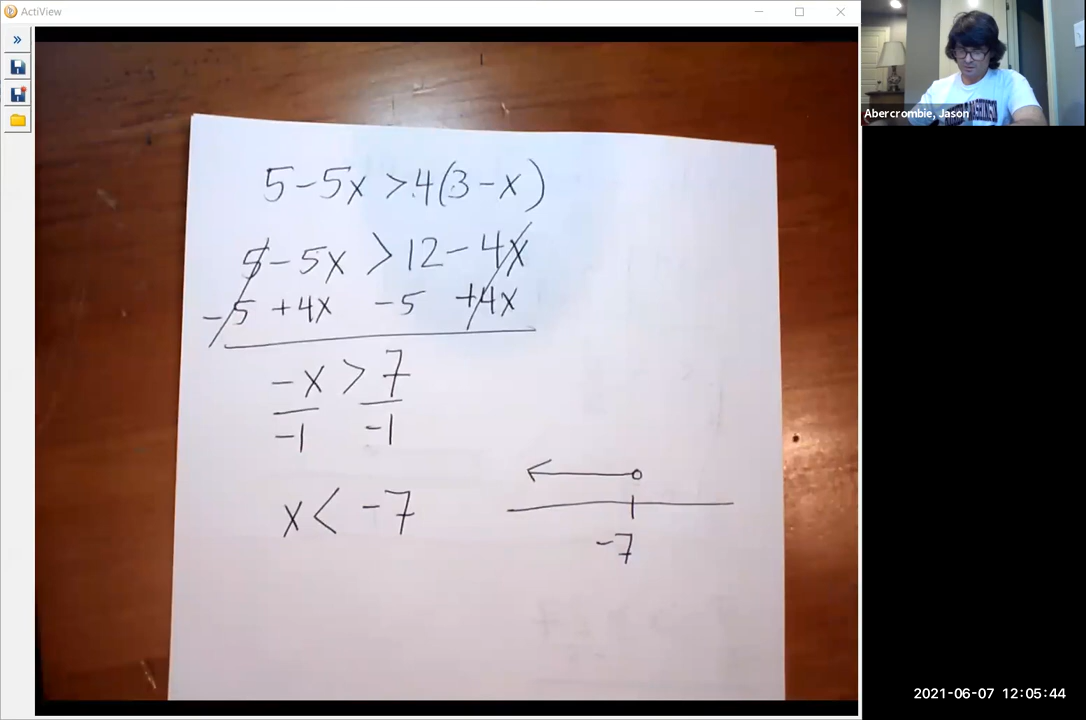 ActiView
5-5x>4(3-x)
5-5x>12-4x
-5+4x -5 +4x
-x>7
-1 -1
x<-7
-7
Abercrombie, Jason
2021-06-07 12:05:44